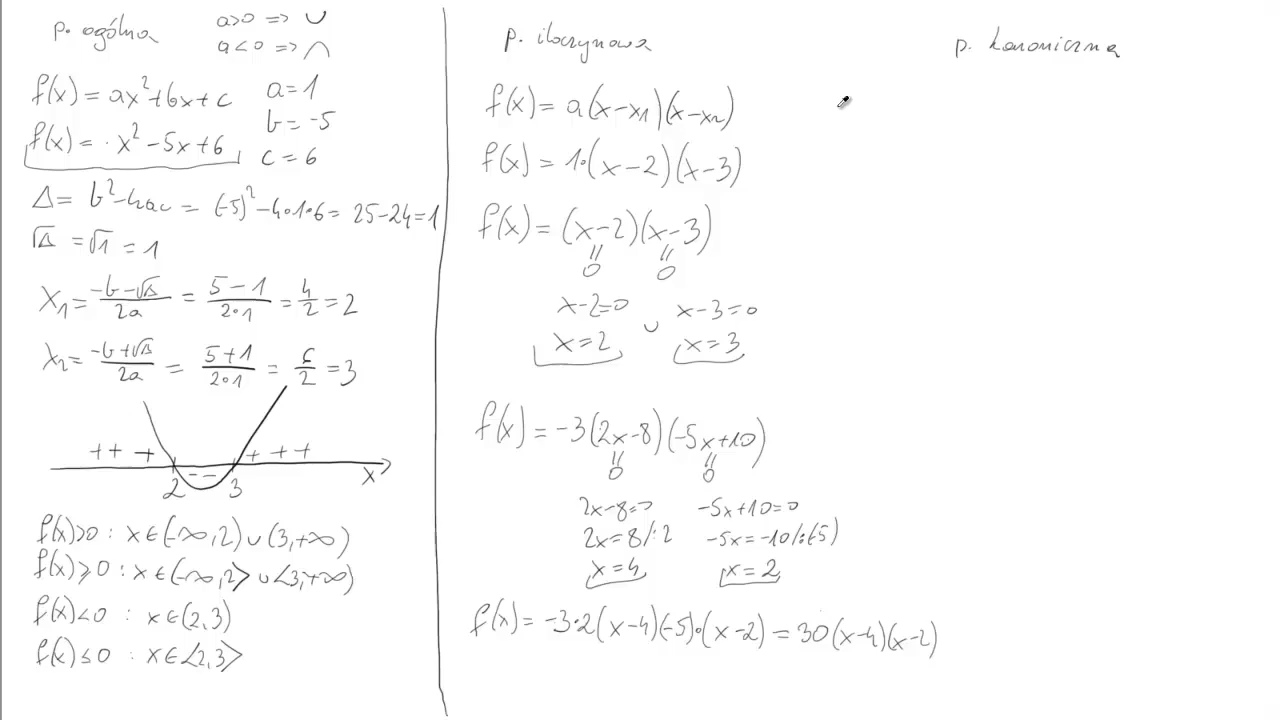 p. ogólna
a>0 => ∪
a<0 => ∩
f(x) = ax²+bx+c
a=1
b=-5
f(x) = x²-5x+6
c=6
Δ= b²-4ac = (-5)²-4•1•6= 25-24=1
√Δ =√1 = 1
x₁= (-b-√Δ)/2a = (5-1)/(2•1) = 4/2 = 2
x₂= (-b+√Δ)/2a = (5+1)/(2•1) = 6/2 = 3
+ + + + + +
- -
2 3 x
f(x)>0 : x∈(-∞,2)∪(3,+∞)
f(x)⩾0 : x∈(-∞,2>∪<3,+∞)
f(x)<0 : x∈(2,3)
f(x)≤0 : x∈<2,3>
p. iloczynowa
f(x)= a(x-x₁)(x-x₂)
f(x) = 1•(x-2)(x-3)
f(x)= (x-2)(x-3)
= =
0 0
x-2=0 ∪ x-3=0
x=2 x=3
f(x) = -3(2x-8)(-5x+10)
= =
0 0
2x-8=0 -5x+10=0
2x=8/:2 -5x=-10/:(-5)
x=4 x=2
f(x)= -3•2(x-4)(-5)•(x-2) = 30(x-4)(x-2)
p. kanoniczna